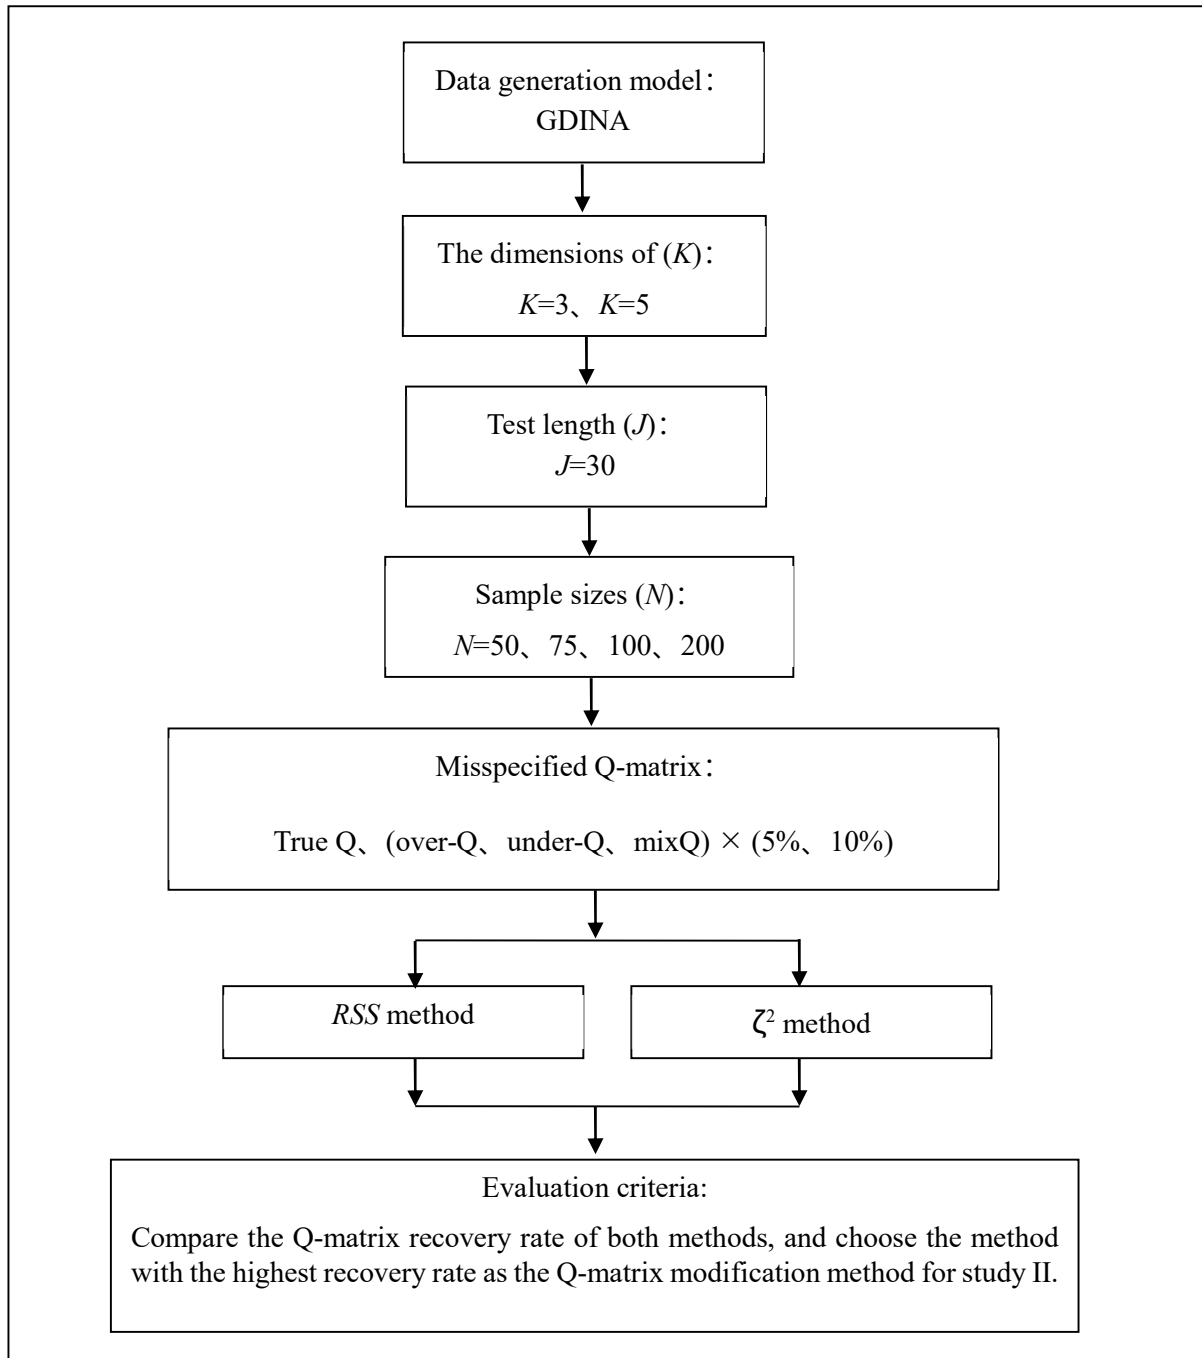 Data generation model：
GDINA
The dimensions of (K)：
K=3、K=5
Test length (J)：
J=30
Sample sizes (N)：
N=50、75、100、200
Misspecified Q-matrix：
True Q、(over-Q、under-Q、mixQ) × (5%、10%)
RSS method
ζ² method
Evaluation criteria:
Compare the Q-matrix recovery rate of both methods, and choose the method
with the highest recovery rate as the Q-matrix modification method for study II.